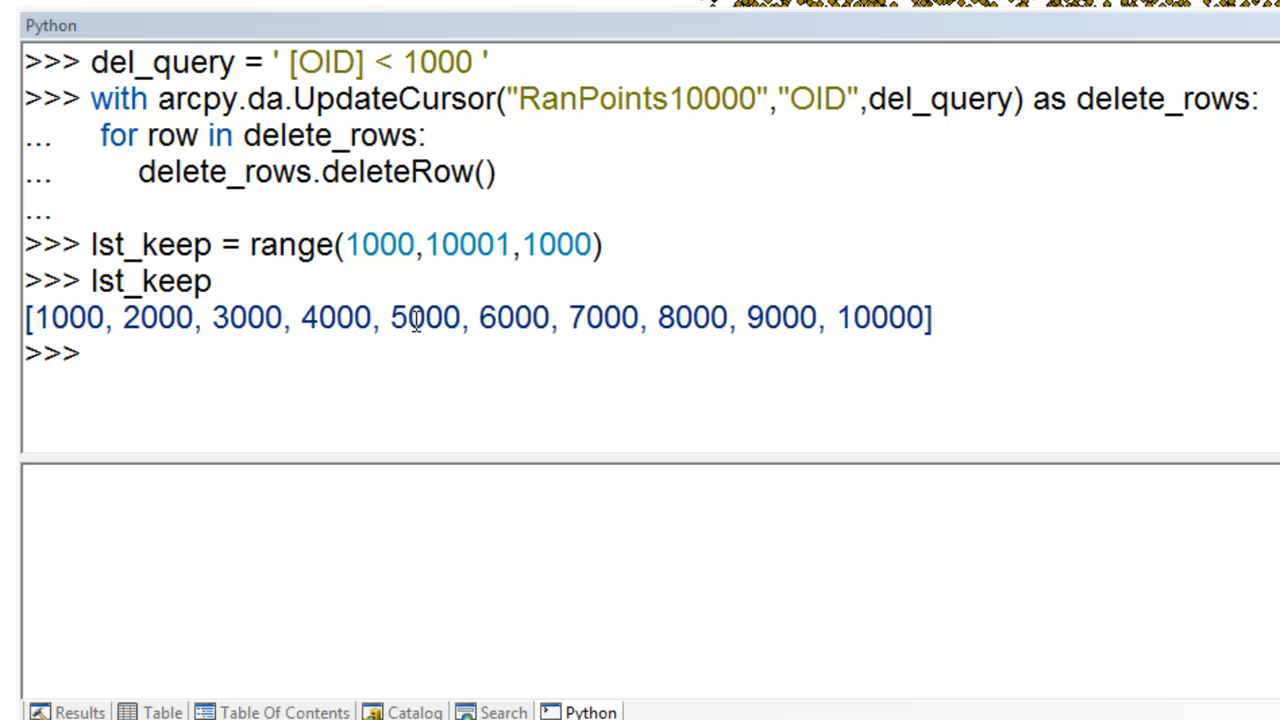 Python
>>> del_query = ' [OID] < 1000 '
>>> with arcpy.da.UpdateCursor("RanPoints10000","OID",del_query) as delete_rows:
... for row in delete_rows:
... delete_rows.deleteRow()
...
>>> lst_keep = range(1000,10001,1000)
>>> lst_keep
[1000, 2000, 3000, 4000, 5000, 6000, 7000, 8000, 9000, 10000]
>>>
Results Table Table Of Contents Catalog Search Python